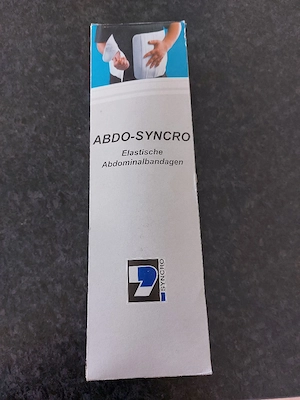 ABDO-SYNCRO
Elastische
Abdominalbandagen
SYNCRO